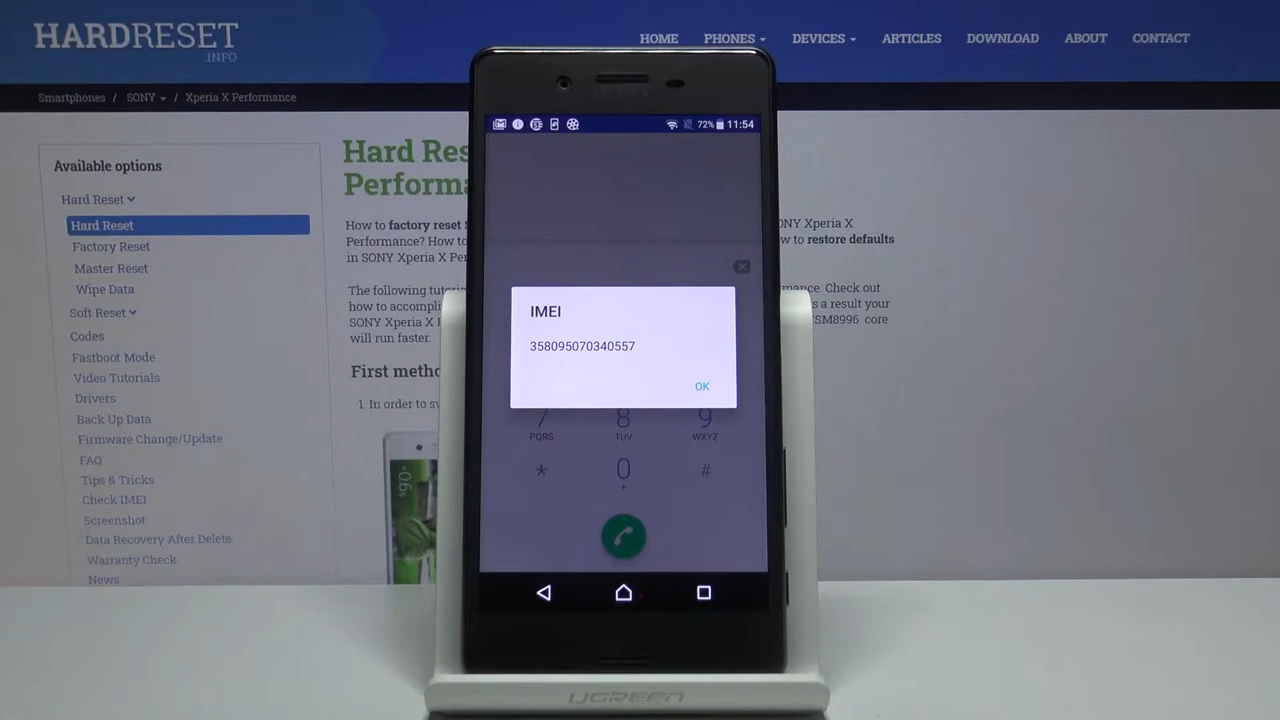 HARDRESET
.INFO
HOME PHONES DEVICES ARTICLES DOWNLOAD ABOUT CONTACT
Smartphones / SONY / Xperia X Performance
Available options
Hard Reset
Hard Reset
Factory Reset
Master Reset
Wipe Data
Soft Reset
Codes
Fastboot Mode
Video Tutorials
Drivers
Back Up Data
Firmware Change/Update
FAQ
Tips & Tricks
Check IMEI
Screenshot
Data Recovery After Delete
Warranty Check
News
Hard Res
Performa
How to factory reset
Performance? How to
in SONY Xperia X Per
The following tutoria
how to accompli
SONY Xperia X
will run faster.
First metho
1. In order to sw
ONY Xperia X
w to restore defaults
mance. Check out
s a result your
SM8996 core
72% 11:54
IMEI
358095070340557
OK
7 8 9
PQRS TUV WXYZ
* 0 #
+
UGREEN